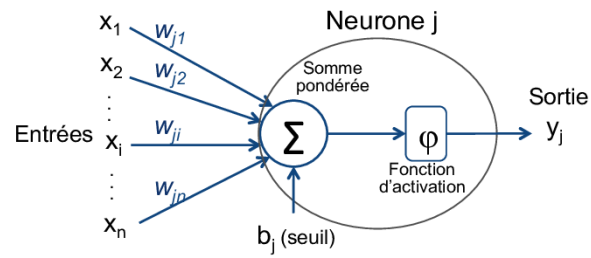 Neurone j
x1
wj1
x2
wj2
Somme
pondérée
Sortie
yj
Entrées
xi
wji
Σ
φ
Fonction
d'activation
wjn
xn
bj (seuil)